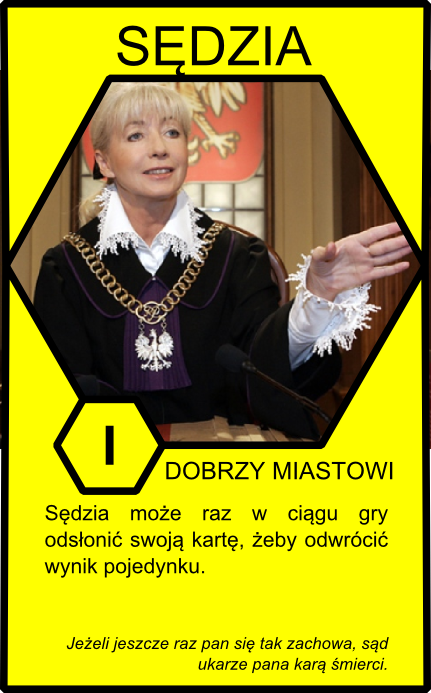 SĘDZIA
I
DOBRZY MIASTOWI
Sędzia może raz w ciągu gry
odsłonić swoją kartę, żeby odwrócić
wynik pojedynku.
Jeżeli jeszcze raz pan się tak zachowa, sąd
ukarze pana karą śmierci.